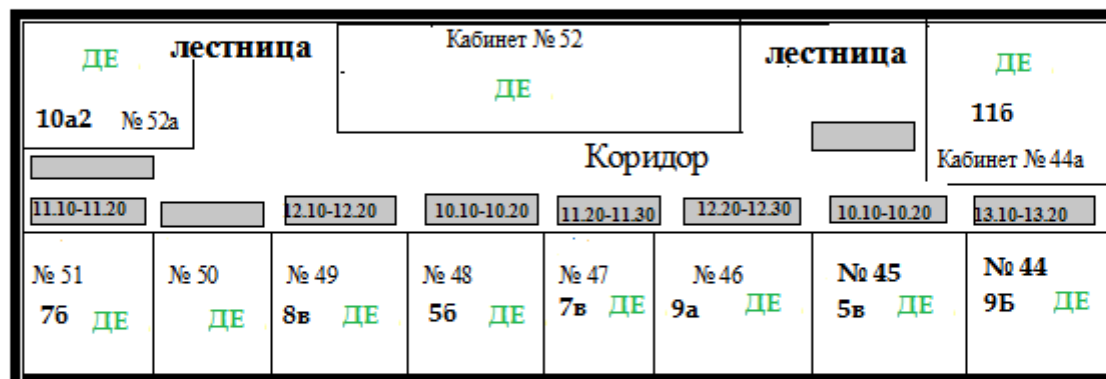 ДЕ лестница Кабинет № 52 лестница ДЕ
ДЕ
10а2 № 52а 11б
Коридор Кабинет № 44а
11.10-11.20 12.10-12.20 10.10-10.20 11.20-11.30 12.20-12.30 10.10-10.20 13.10-13.20
№ 51 № 50 № 49 № 48 № 47 № 46 № 45 № 44
7б ДЕ ДЕ 8в ДЕ 5б ДЕ 7в ДЕ 9а ДЕ 5в ДЕ 9Б ДЕ